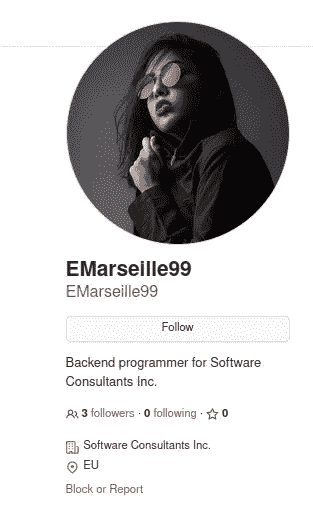 EMarseille99
EMarseille99
Follow
Backend programmer for Software
Consultants Inc.
3 followers · 0 following · 0
Software Consultants Inc.
EU
Block or Report